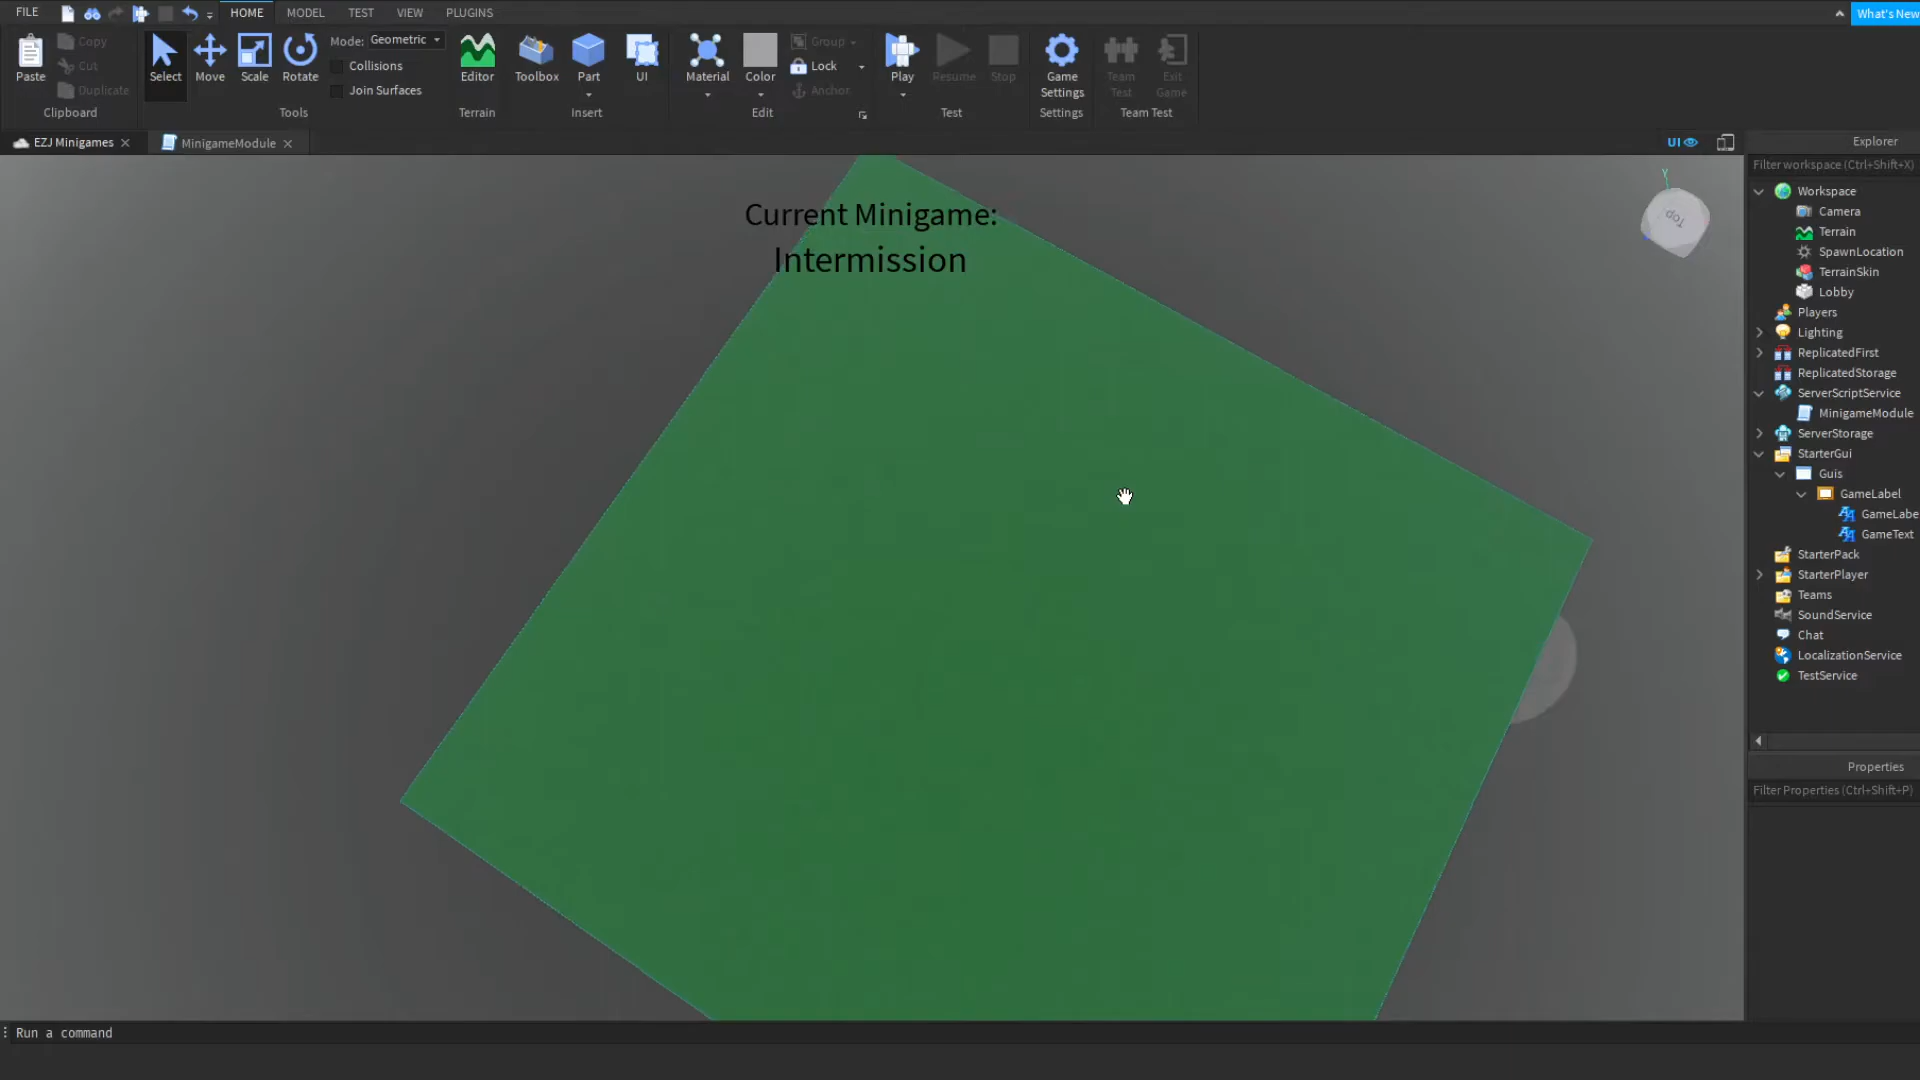 FILE HOME MODEL TEST VIEW PLUGINS What's New
Paste Copy Cut Duplicate Clipboard
Select Move Scale Rotate Mode: Geometric Collisions Join Surfaces Tools
Editor Terrain
Toolbox Part UI Insert
Material Color Group Lock Anchor Edit
Play Resume Stop Test
Game Settings Settings
Team Test Exit Game Team Test
EZJ Minigames MinigameModule UI
Current Minigame:
Intermission
Y
Top
Explorer
Filter workspace (Ctrl+Shift+X)
Workspace
Camera
Terrain
SpawnLocation
TerrainSkin
Lobby
Players
Lighting
ReplicatedFirst
ReplicatedStorage
ServerScriptService
MinigameModule
ServerStorage
StarterGui
Guis
GameLabel
GameLabe
GameText
StarterPack
StarterPlayer
Teams
SoundService
Chat
LocalizationService
TestService
Properties
Filter Properties (Ctrl+Shift+P)
Run a command